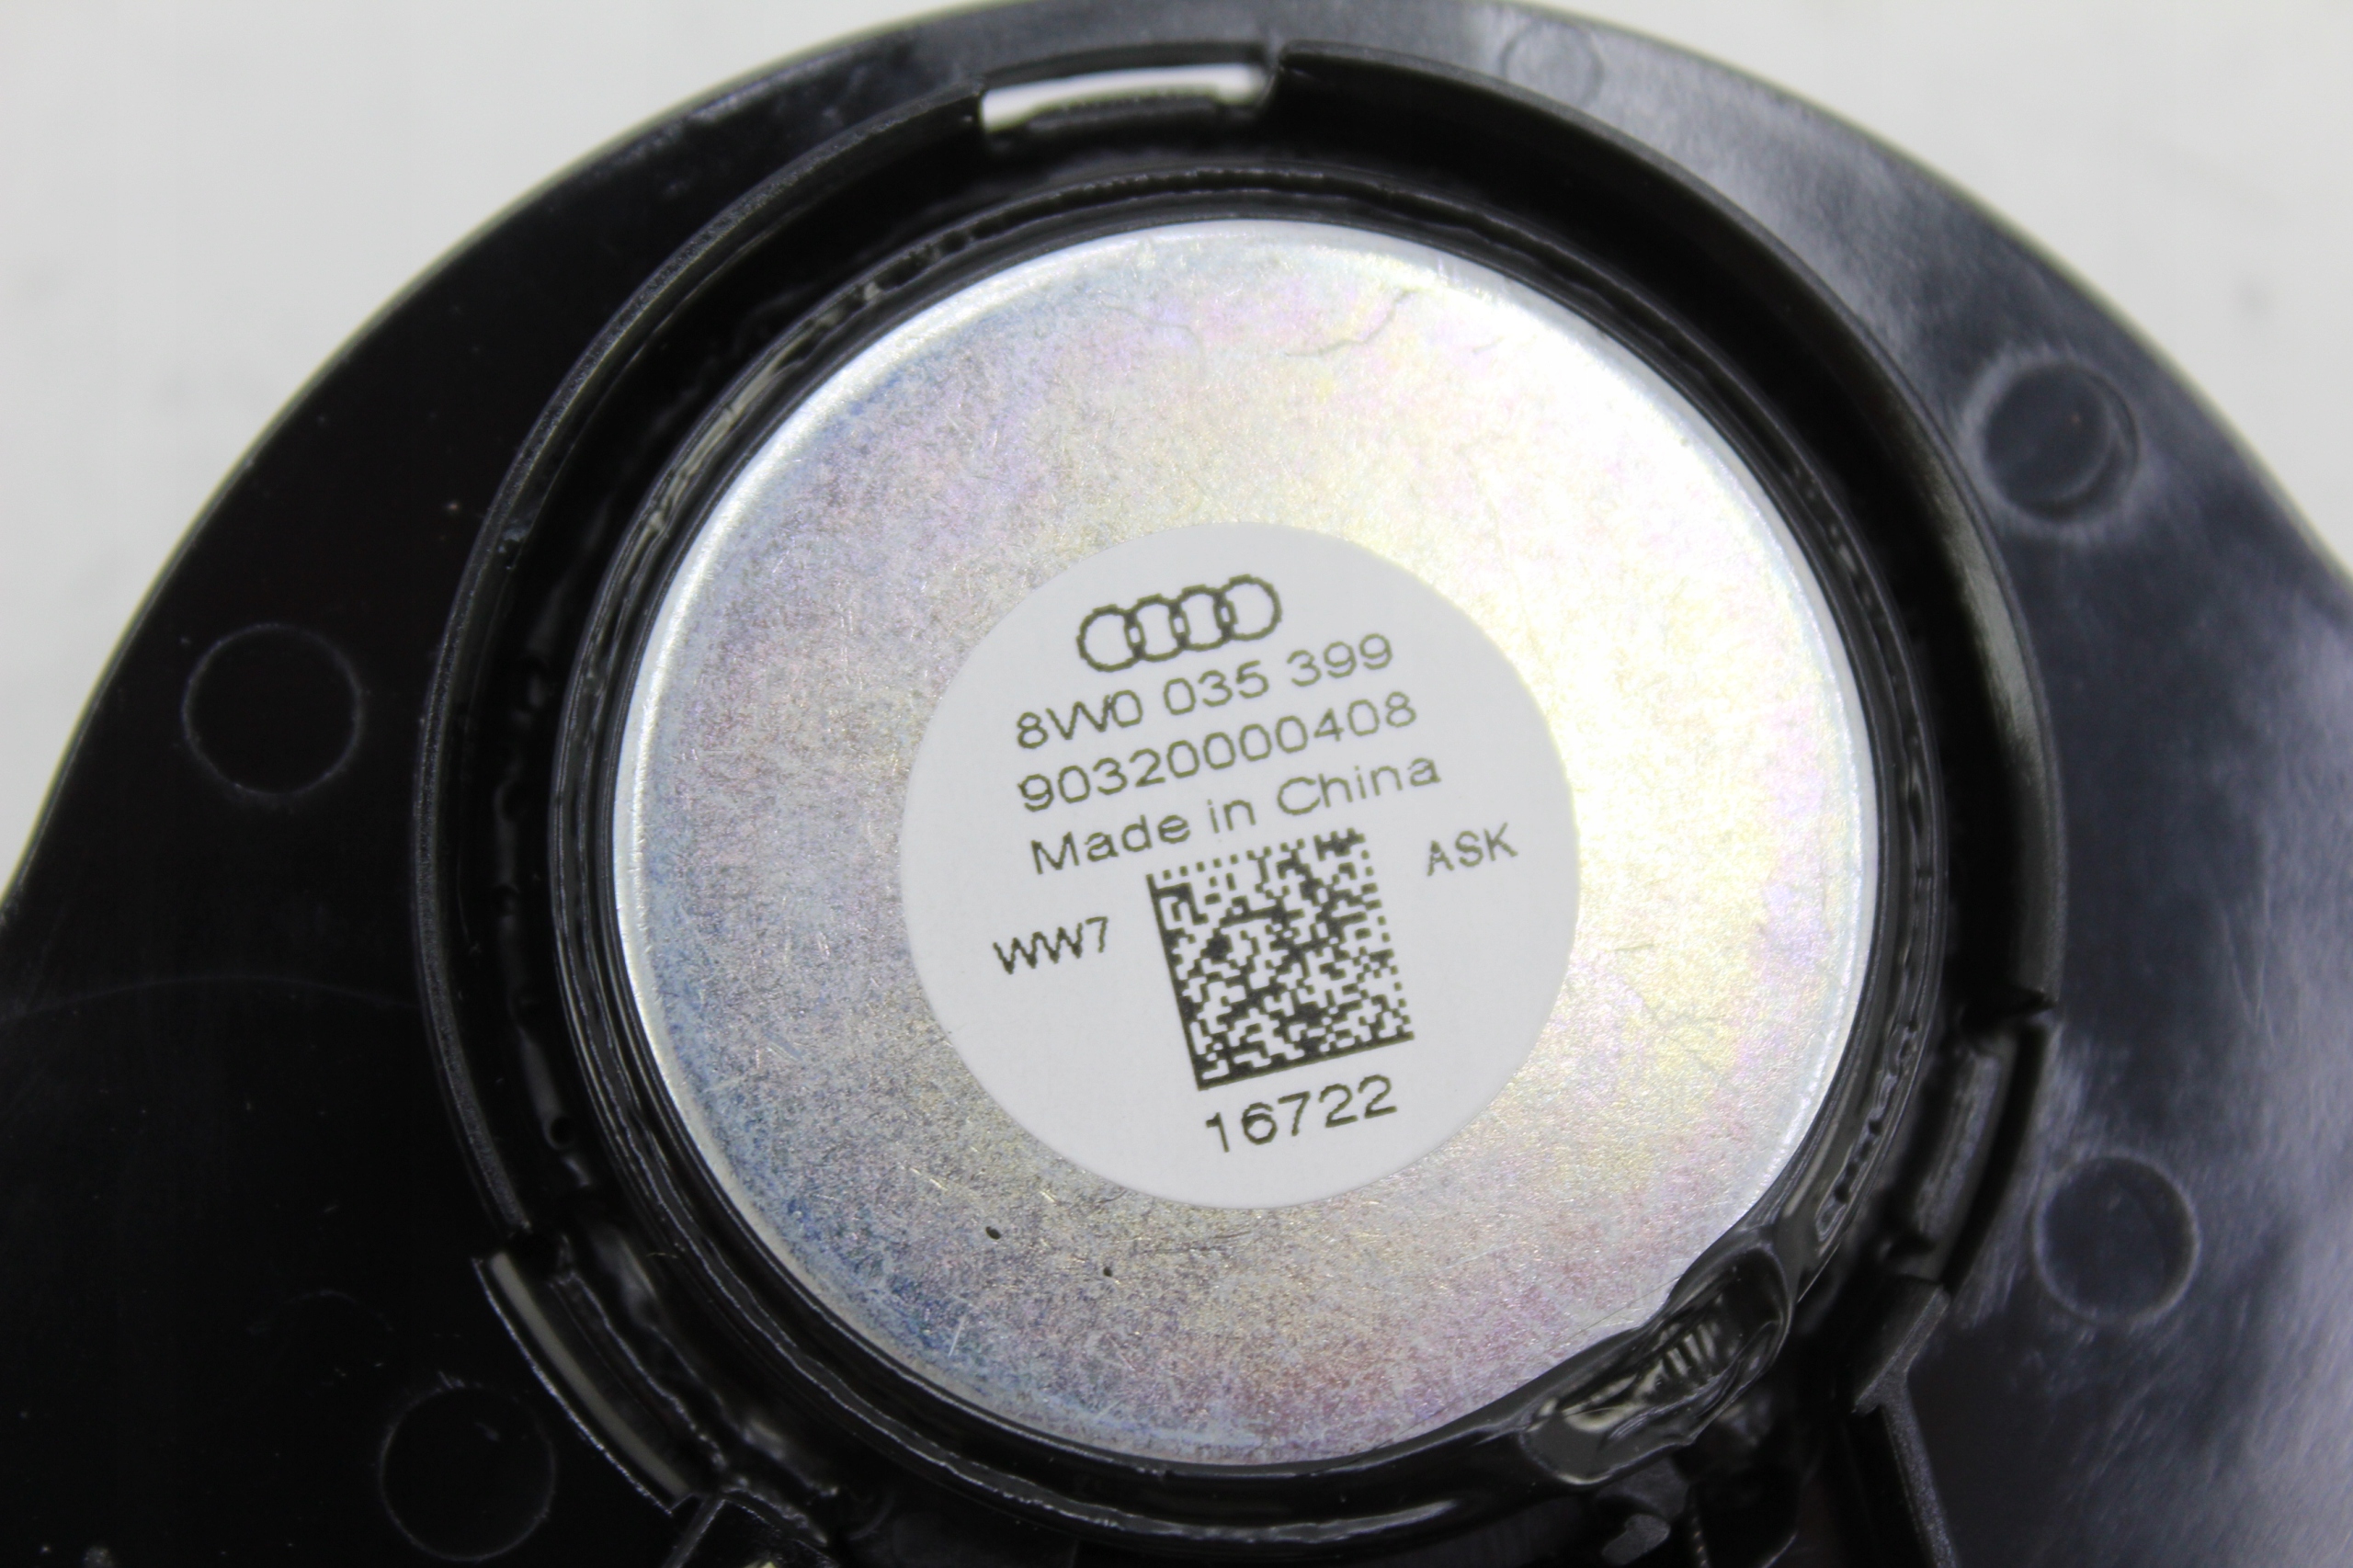 8W0 035 399
90320000408
Made in China
ASK
WW7
16722